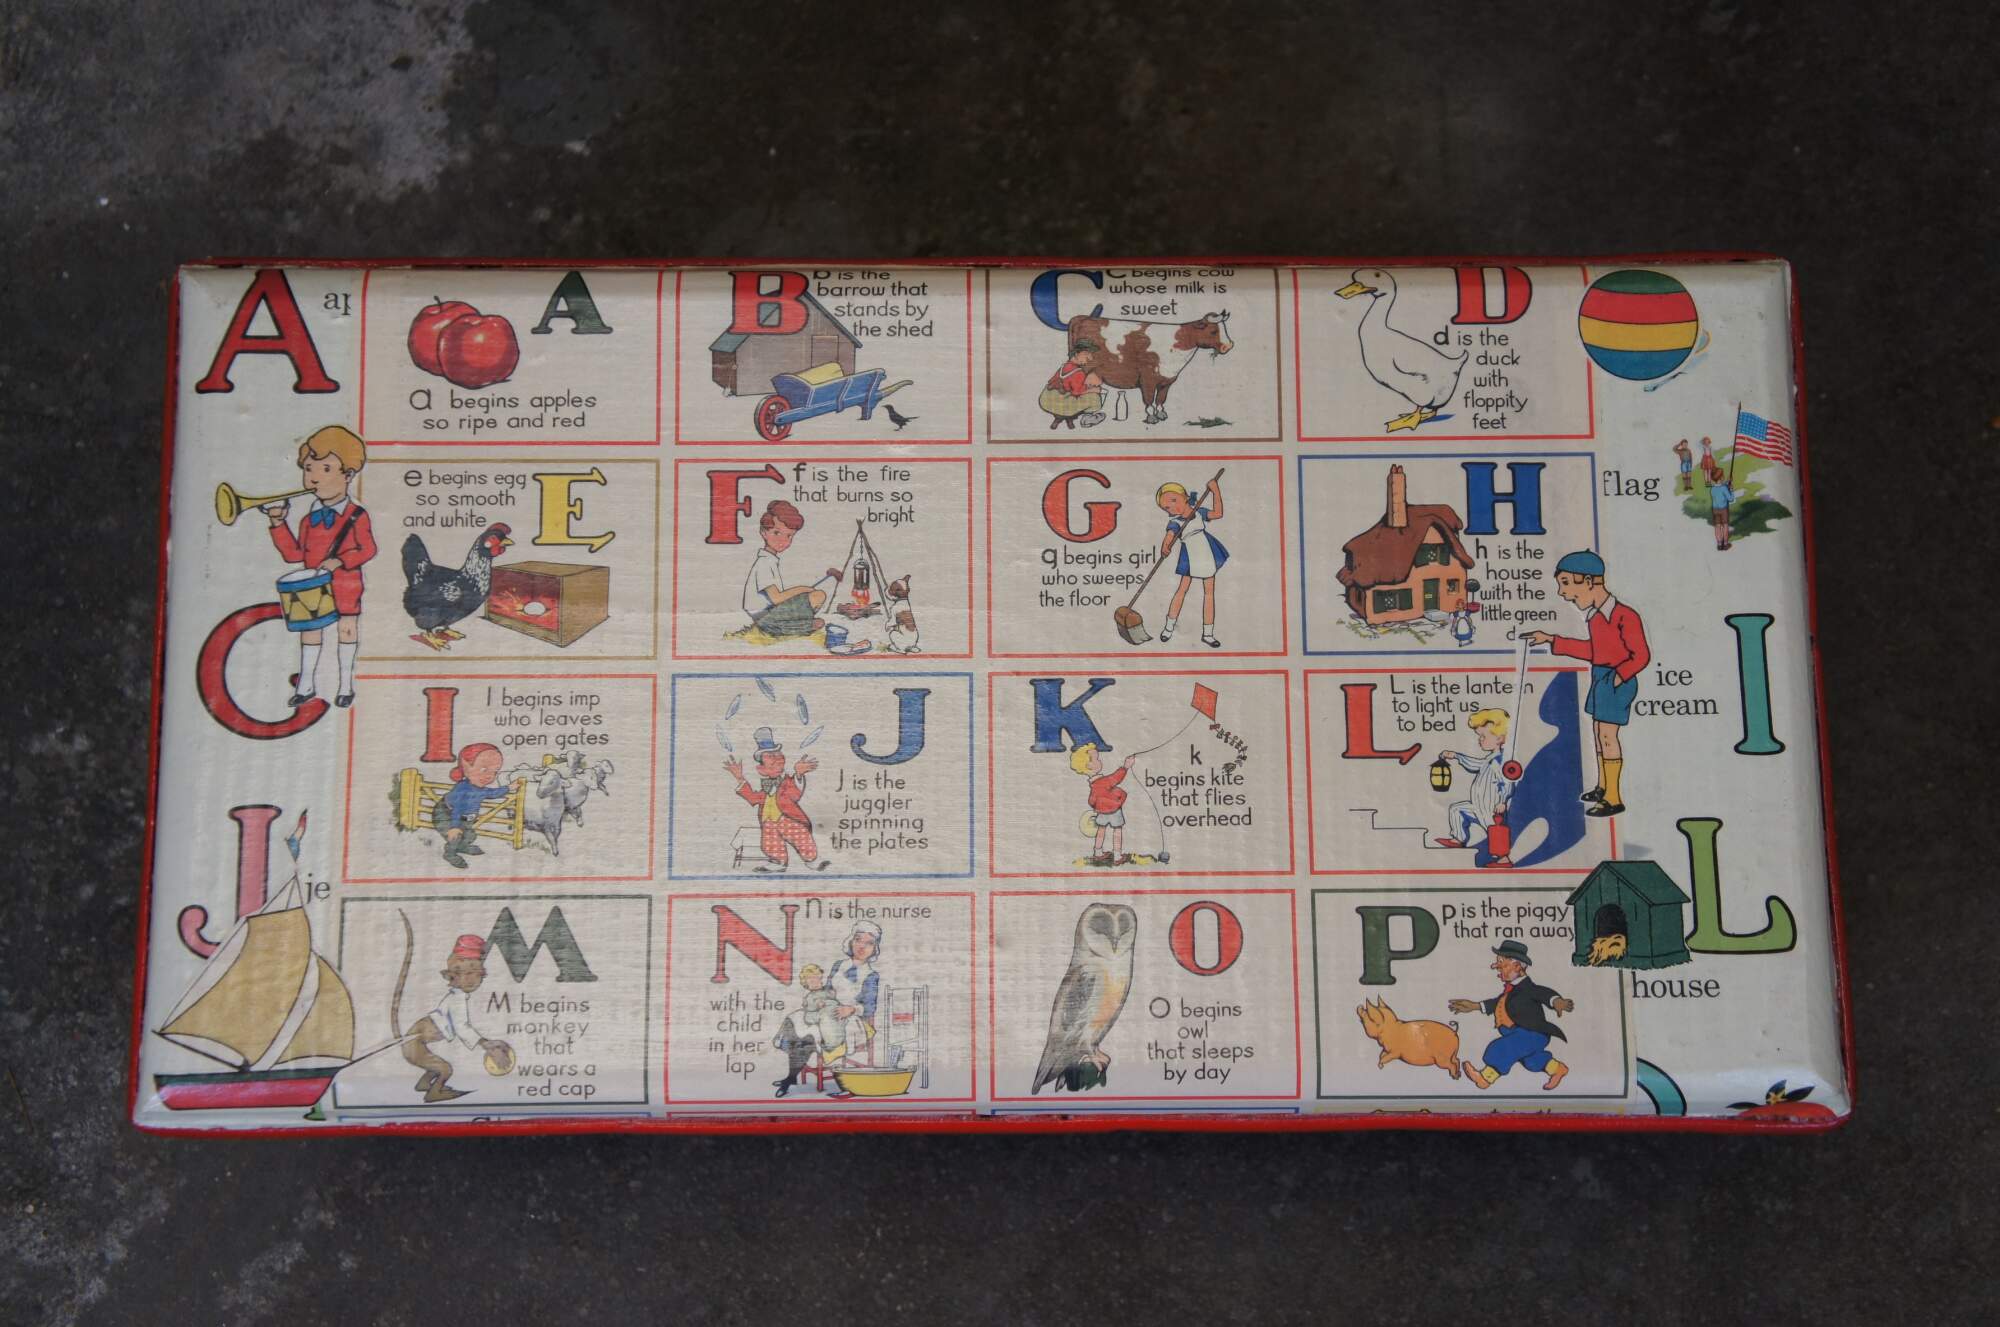 A
A
a begins apples
so ripe and red
B
b is the
barrow that
stands by
the shed
C
C begins cow
whose milk is
sweet
D
d is the
duck
with
floppity
feet
C
E
e begins egg
so smooth
and white
F
f is the fire
that burns so
bright
G
g begins girl
who sweeps
the floor
H
h is the
house
with the
little green
d
flag
J
je
I
I begins imp
who leaves
open gates
J
J is the
juggler
spinning
the plates
K
k
begins kite
that flies
overhead
L
L is the lantern
to light us
to bed
ice
cream
I
M
M begins
monkey
that
wears a
red cap
N
n is the nurse
with the
child
in her
lap
O
O begins
owl
that sleeps
by day
P
p is the piggy
that ran away
L
house